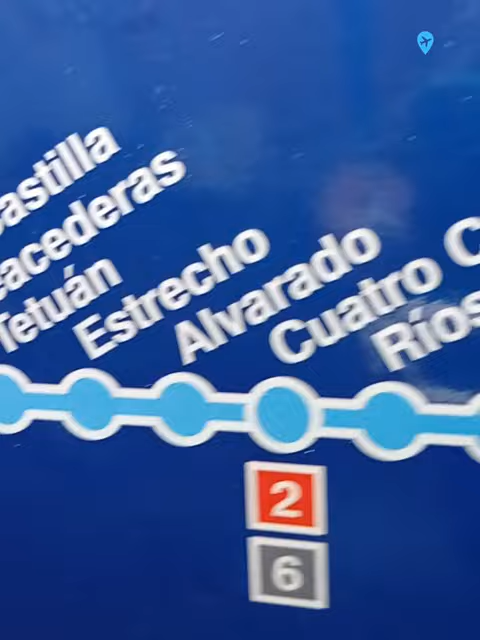 astilla
acederas
Tetuán
Estrecho
Alvarado
Cuatro C
Ríos
2
6